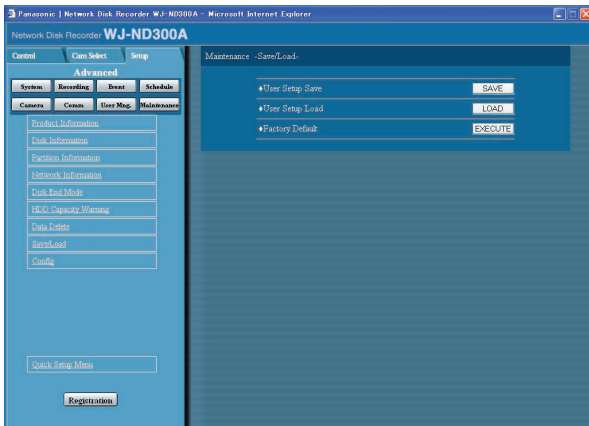 Panasonic | Network Disk Recorder WJ-ND300A - Microsoft Internet Explorer
Network Disk Recorder WJ-ND300A
Control Cam Select Setup
Advanced
System Recording Event Schedule
Camera Comm User Mng. Maintenance
Product Information
Disk Information
Partition Information
Network Information
Disk End Mode
HDD Capacity Warning
Data Delete
Save/Load
Config
Quick Setup Menu
Registration
Maintenance -Save/Load-
♦User Setup Save SAVE
♦User Setup Load LOAD
♦Factory Default EXECUTE